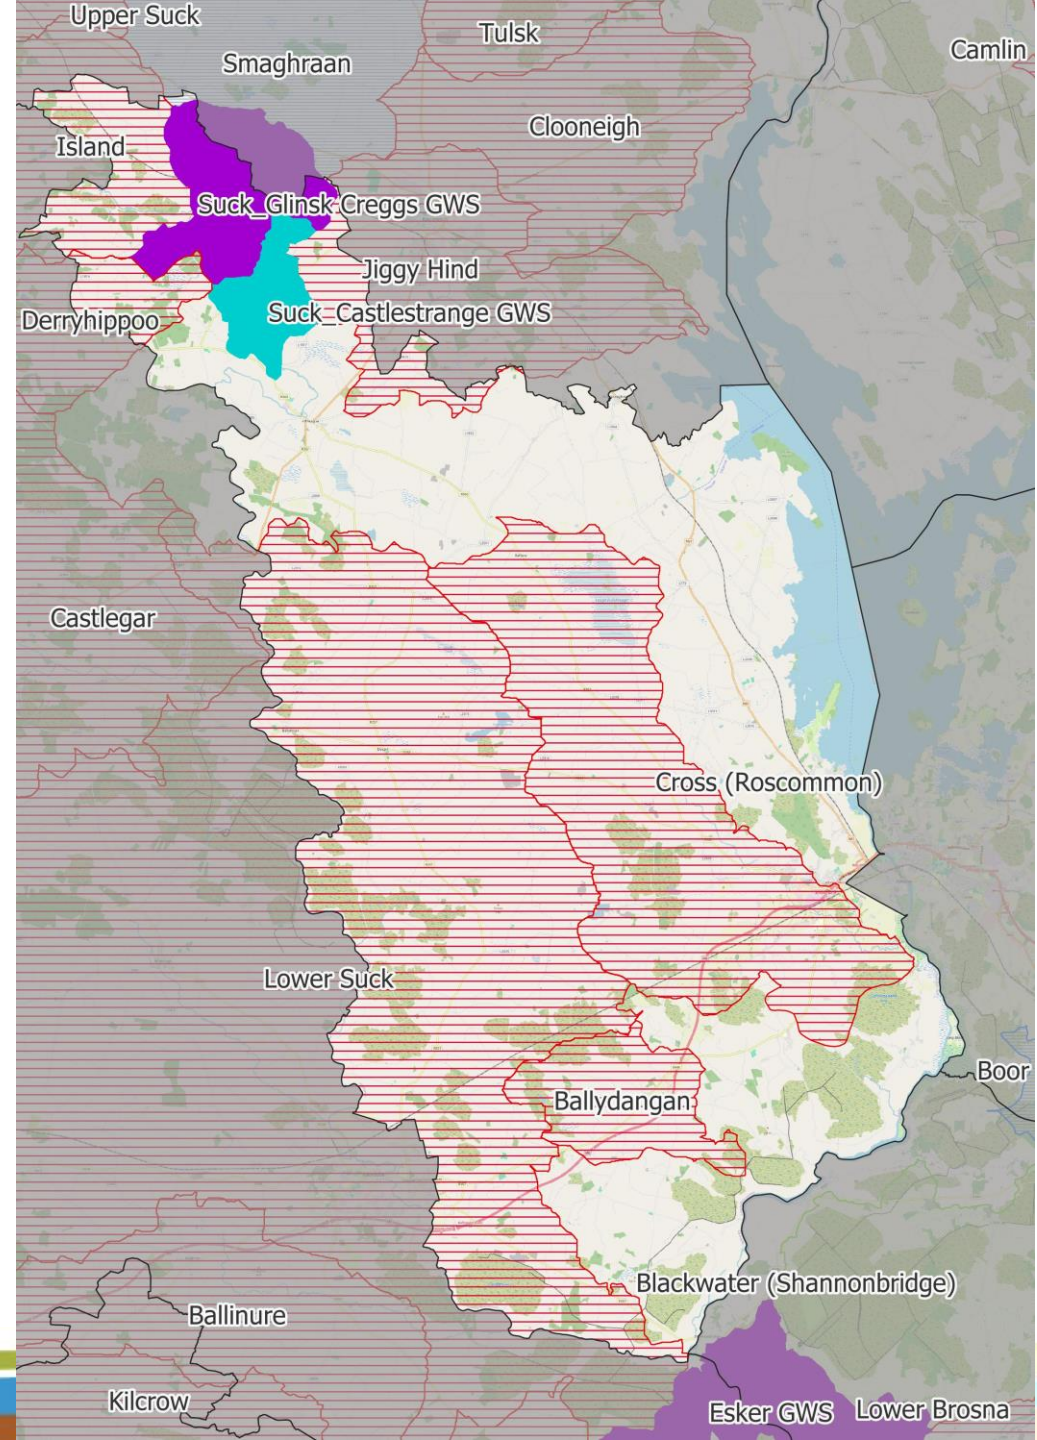 Upper Suck
Tulsk
Camlin
Smaghraan
Clooneigh
Island
Suck_Glinsk Creggs GWS
Jiggy Hind
Suck_Castlestrange GWS
Derryhippoo
Castlegar
Cross (Roscommon)
Lower Suck
Boor
Ballydangan
Blackwater (Shannonbridge)
Ballinure
Kilcrow
Esker GWS
Lower Brosna